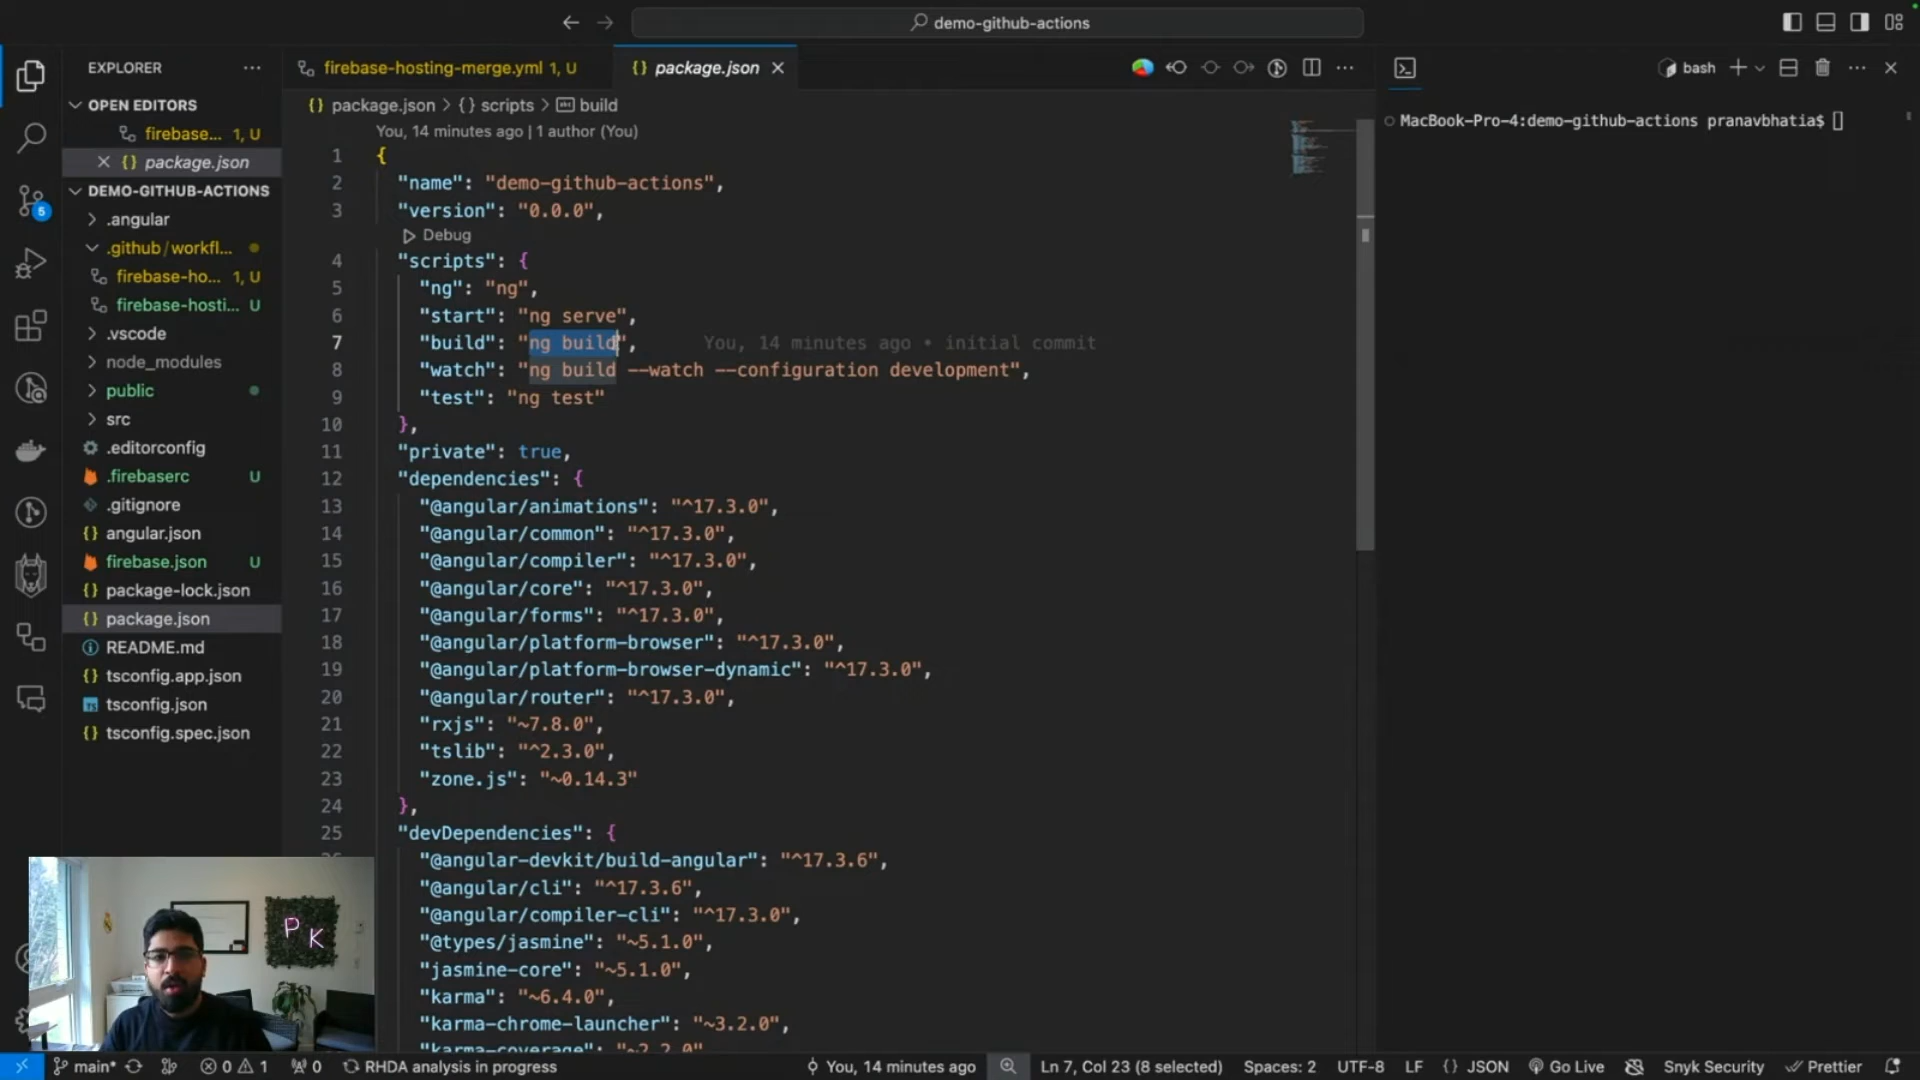 demo-github-actions
EXPLORER
firebase-hosting-merge.yml 1, U
package.json
bash
OPEN EDITORS
firebase... 1, U
package.json
DEMO-GITHUB-ACTIONS
.angular
.github/workfl...
firebase-ho... 1, U
firebase-hosti... U
.vscode
node_modules
public
src
.editorconfig
.firebaserc U
.gitignore
angular.json
firebase.json U
package-lock.json
package.json
README.md
tsconfig.app.json
tsconfig.json
tsconfig.spec.json
5
package.json > {} scripts > build
You, 14 minutes ago | 1 author (You)
1 {
2 "name": "demo-github-actions",
3 "version": "0.0.0",
Debug
4 "scripts": {
5 "ng": "ng",
6 "start": "ng serve",
7 "build": "ng build", You, 14 minutes ago • initial commit
8 "watch": "ng build --watch --configuration development",
9 "test": "ng test"
10 },
11 "private": true,
12 "dependencies": {
13 "@angular/animations": "^17.3.0",
14 "@angular/common": "^17.3.0",
15 "@angular/compiler": "^17.3.0",
16 "@angular/core": "^17.3.0",
17 "@angular/forms": "^17.3.0",
18 "@angular/platform-browser": "^17.3.0",
19 "@angular/platform-browser-dynamic": "^17.3.0",
20 "@angular/router": "^17.3.0",
21 "rxjs": "~7.8.0",
22 "tslib": "^2.3.0",
23 "zone.js": "~0.14.3"
24 },
25 "devDependencies": {
"@angular-devkit/build-angular": "^17.3.6",
"@angular/cli": "^17.3.6",
"@angular/compiler-cli": "^17.3.0",
"@types/jasmine": "~5.1.0",
"jasmine-core": "~5.1.0",
"karma": "~6.4.0",
"karma-chrome-launcher": "~3.2.0",
"karma-coverage": "~2.2.0"
MacBook-Pro-4:demo-github-actions pranavbhatia$
P K
main* 0 1 0 RHDA analysis in progress
You, 14 minutes ago Ln 7, Col 23 (8 selected) Spaces: 2 UTF-8 LF {} JSON Go Live Snyk Security Prettier